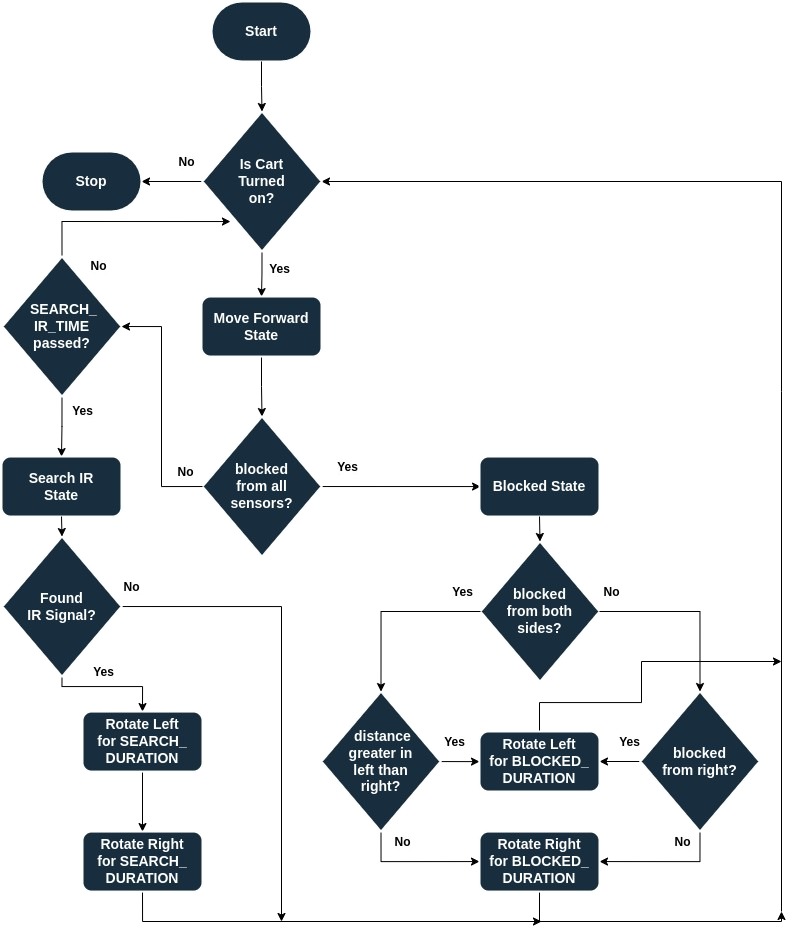 Start
Is Cart
Turned
on?
No
Stop
Yes
No
SEARCH_
IR_TIME
passed?
Move Forward
State
Yes
No
blocked
from all
sensors?
Yes
Search IR
State
Blocked State
Found
IR Signal?
No
Yes
blocked
from both
sides?
No
Yes
Rotate Left
for SEARCH_
DURATION
distance
greater in
left than
right?
Yes
Rotate Left
for BLOCKED_
DURATION
Yes
blocked
from right?
Rotate Right
for SEARCH_
DURATION
No
Rotate Right
for BLOCKED_
DURATION
No